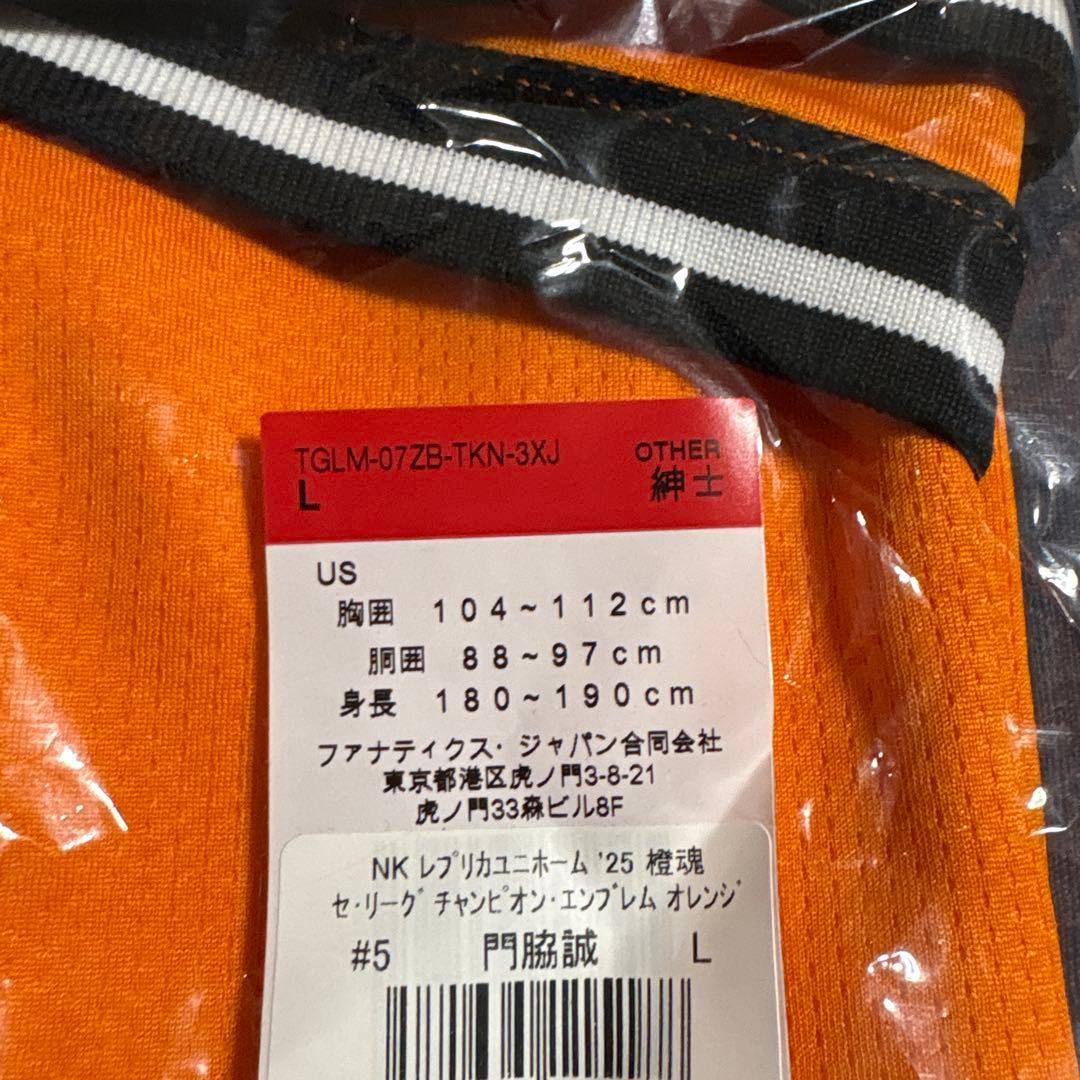 TGLM-07ZB-TKN-3XJ OTHER
L 紳士
US
胸囲 104~112cm
胴囲 88~97cm
身長 180~190cm
ファナティクス・ジャパン合同会社
東京都港区虎ノ門3-8-21
虎ノ門33森ビル8F
NK レプリカユニホーム '25 橙魂
セ・リーグ チャンピオン・エンブレム オレンジ
#5 門脇誠 L